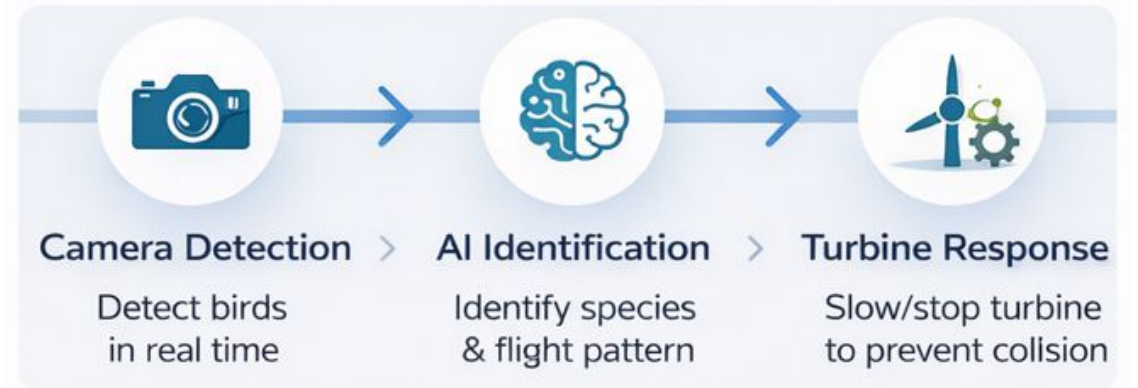 Camera Detection > AI Identification > Turbine Response
Detect birds
in real time
Identify species
& flight pattern
Slow/stop turbine
to prevent colision